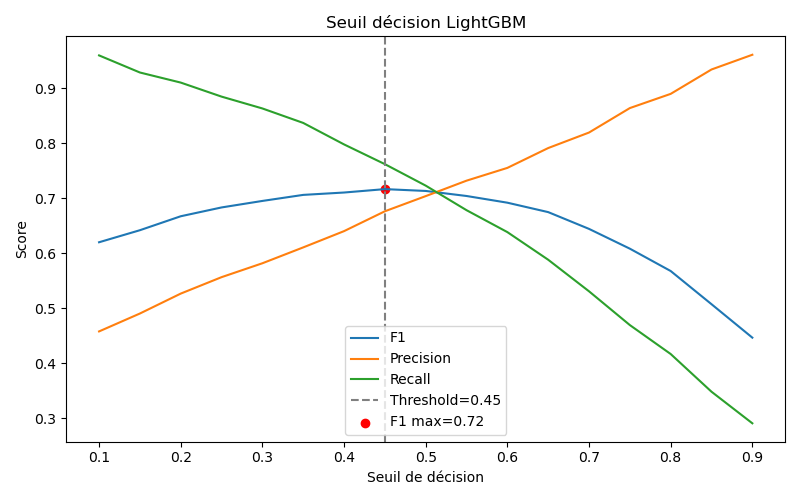 Seuil décision LightGBM
Score
0.9
0.8
0.7
0.6
0.5
0.4
0.3
F1
Precision
Recall
Threshold=0.45
F1 max=0.72
0.1 0.2 0.3 0.4 0.5 0.6 0.7 0.8 0.9
Seuil de décision